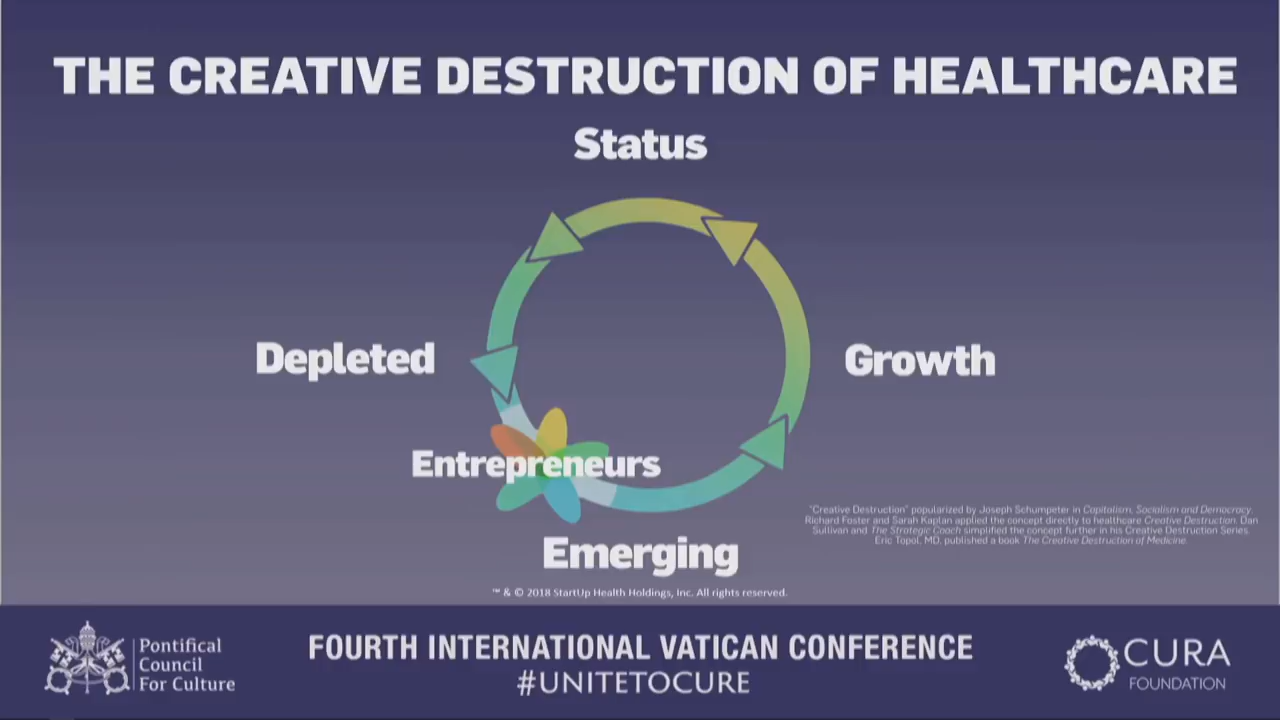 THE CREATIVE DESTRUCTION OF HEALTHCARE
Status
Depleted
Growth
Entrepreneurs
"Creative Destruction" popularized by Joseph Schumpeter in Capitalism, Socialism and Democracy.
Richard Foster and Sarah Kaplan applied the concept directly to healthcare Creative Destruction. Dan
Sullivan and The Strategic Coach simplified the concept further in his Creative Destruction Series.
Eric Topol, MD, published a book The Creative Destruction of Medicine.
Emerging
™ & © 2018 StartUp Health Holdings, Inc. All rights reserved.
Pontifical
Council
For Culture
FOURTH INTERNATIONAL VATICAN CONFERENCE
#UNITETOCURE
CURA
FOUNDATION